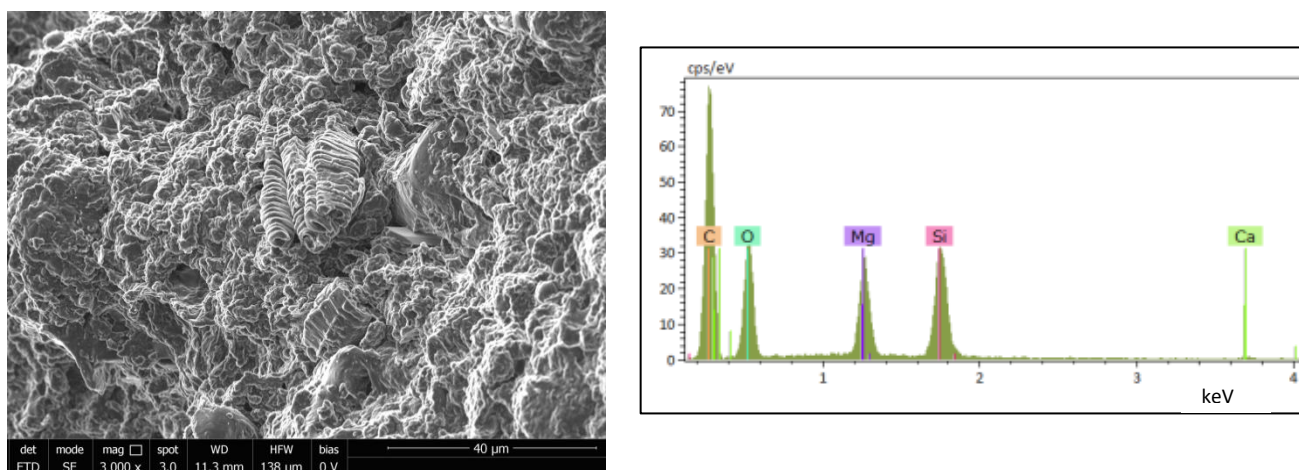 det mode mag spot WD HFW bias
ETD SE 3 000 x 3.0 11.3 mm 138 µm 0 V
40 µm
cps/eV
70
60
50
40
30
20
10
0
C O Mg Si Ca
1 2 3 4
keV